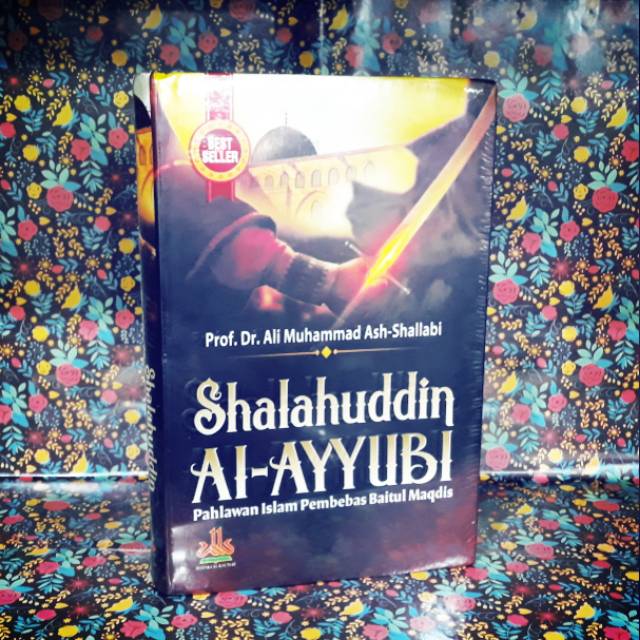 BEST
SELLER
Prof. Dr. Ali Muhammad Ash-Shallabi
Shalahuddin
Al-AYYUBI
Pahlawan Islam Pembebas Baitul Maqdis